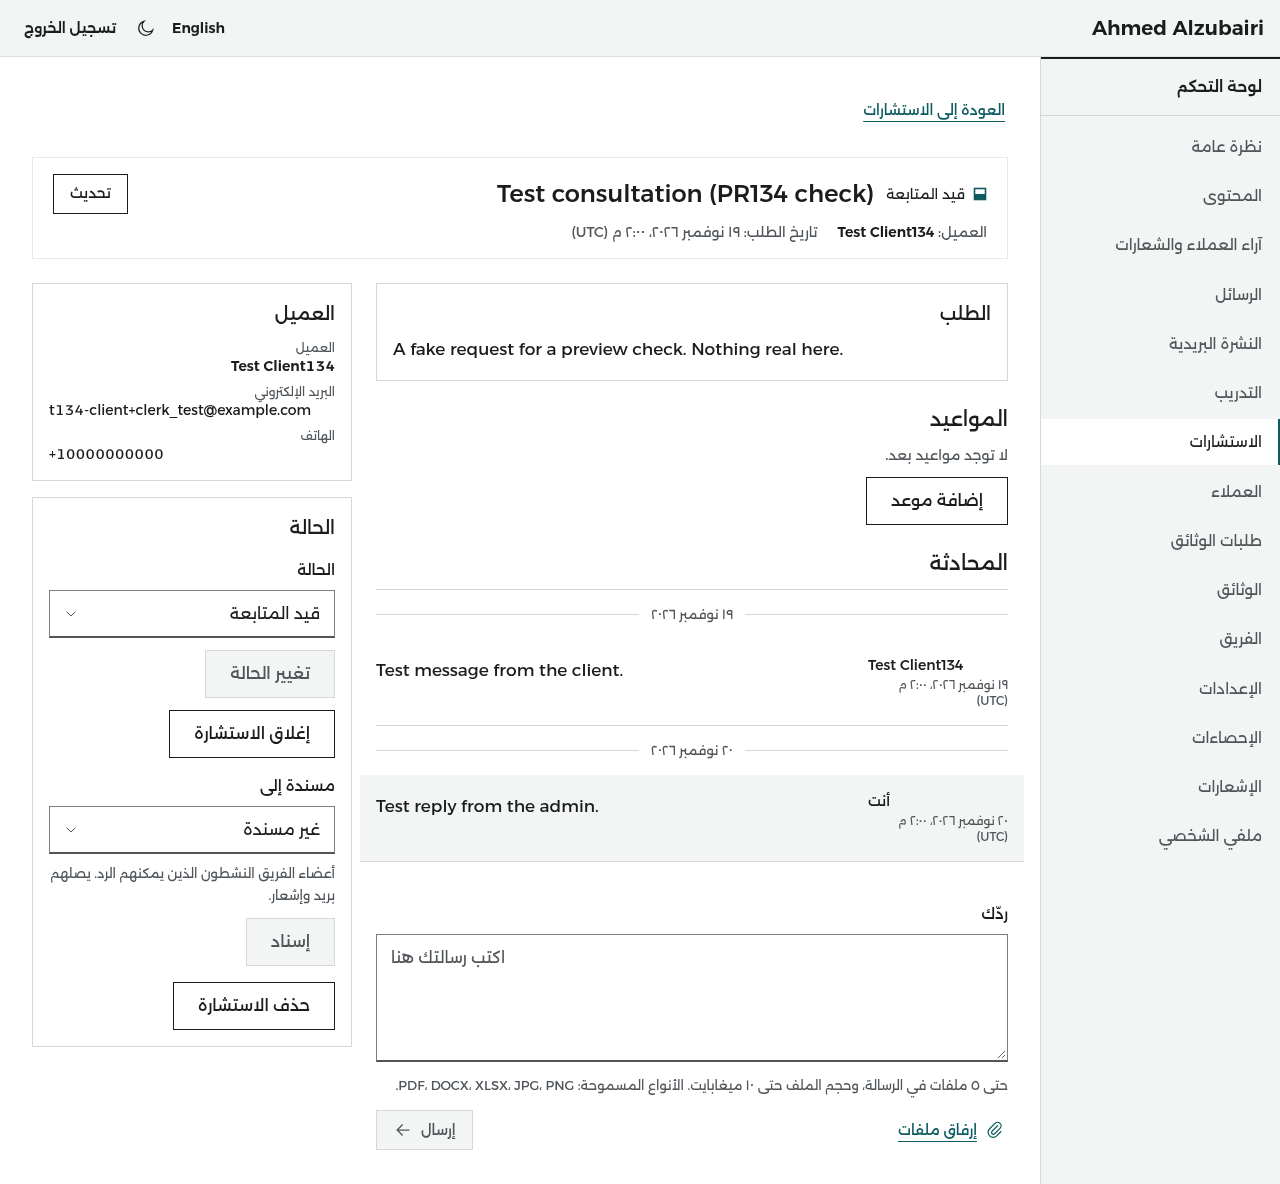 Ahmed Alzubairi
English
تسجيل الخروج
لوحة التحكم
نظرة عامة
المحتوى
آراء العملاء والشعارات
الرسائل
النشرة البريدية
التدريب
الاستشارات
العملاء
طلبات الوثائق
الوثائق
الفريق
الإعدادات
الإحصاءات
الإشعارات
ملفي الشخصي
العودة إلى الاستشارات
قيد المتابعة
Test consultation (PR134 check)
تحديث
العميل: Test Client134
تاريخ الطلب: ١٩ نوفمبر ٢٠٢٦، ٢:٠٠ م (UTC)
الطلب
A fake request for a preview check. Nothing real here.
المواعيد
لا توجد مواعيد بعد.
إضافة موعد
المحادثة
١٩ نوفمبر ٢٠٢٦
Test Client134
١٩ نوفمبر ٢٠٢٦، ٢:٠٠ م
(UTC)
Test message from the client.
٢٠ نوفمبر ٢٠٢٦
أنت
٢٠ نوفمبر ٢٠٢٦، ٢:٠٠ م
(UTC)
Test reply from the admin.
ردّك
اكتب رسالتك هنا
حتى ٥ ملفات في الرسالة، وحجم الملف حتى ١٠ ميغابايت. الأنواع المسموحة: PDF، DOCX، XLSX، JPG، PNG.
إرفاق ملفات
إرسال
العميل
العميل
Test Client134
البريد الإلكتروني
t134-client+clerk_test@example.com
الهاتف
+10000000000
الحالة
الحالة
قيد المتابعة
تغيير الحالة
إغلاق الاستشارة
مسندة إلى
غير مسندة
أعضاء الفريق النشطون الذين يمكنهم الرد. يصلهم
بريد وإشعار.
إسناد
حذف الاستشارة